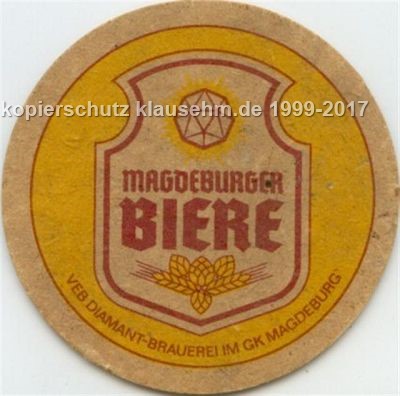 kopierschutz klausehm.de 1999-2017
MAGDEBURGER
BIERE
VEB DIAMANT-BRAUEREI IM GK MAGDEBURG